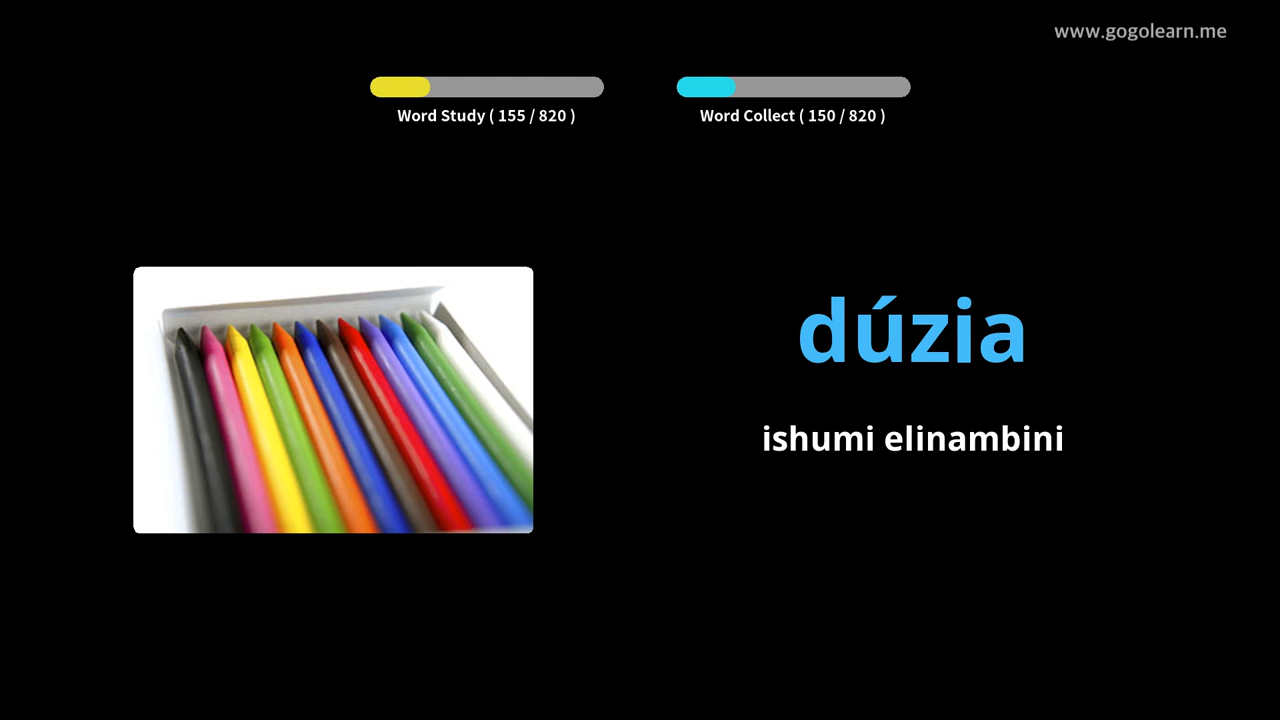 www.gogolearn.me
Word Study ( 155 / 820 )
Word Collect ( 150 / 820 )
dúzia
ishumi elinambini